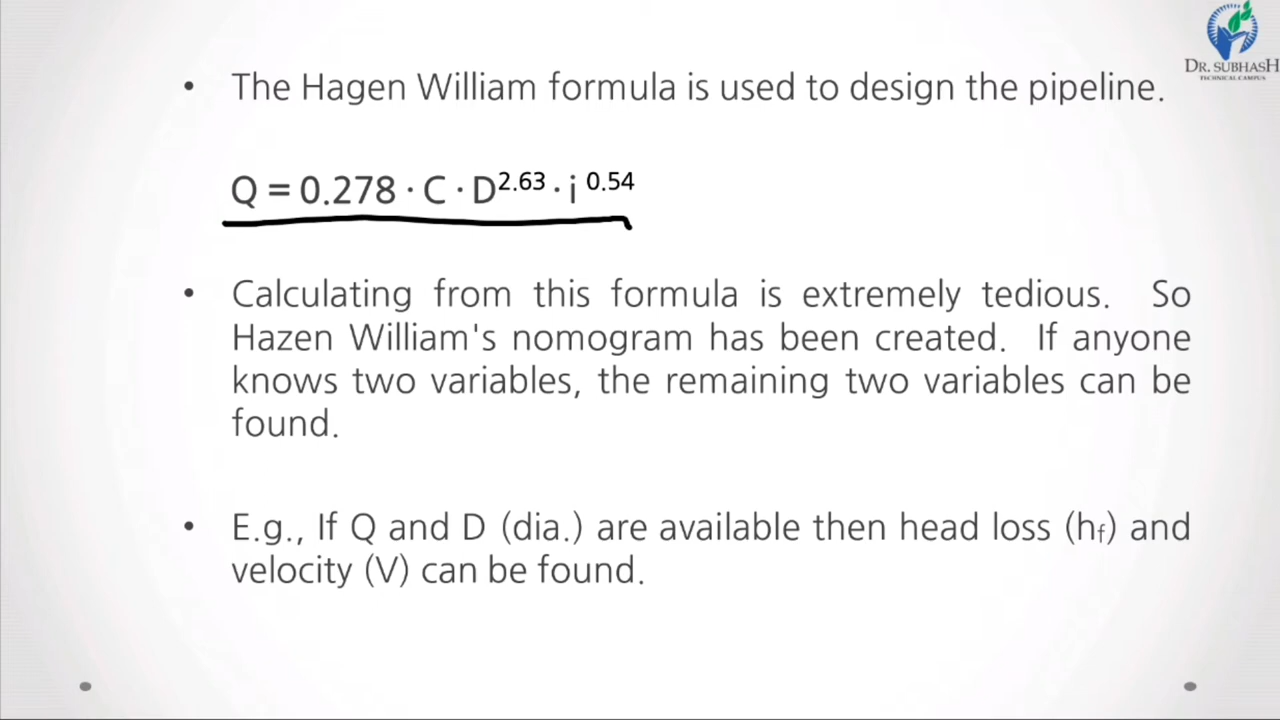 DR. SUBHASH
TECHNICAL CAMPUS
• The Hagen William formula is used to design the pipeline.
Q = 0.278 · C · D^2.63 · i^0.54
• Calculating from this formula is extremely tedious. So
Hazen William's nomogram has been created. If anyone
knows two variables, the remaining two variables can be
found.
• E.g., If Q and D (dia.) are available then head loss (hf) and
velocity (V) can be found.